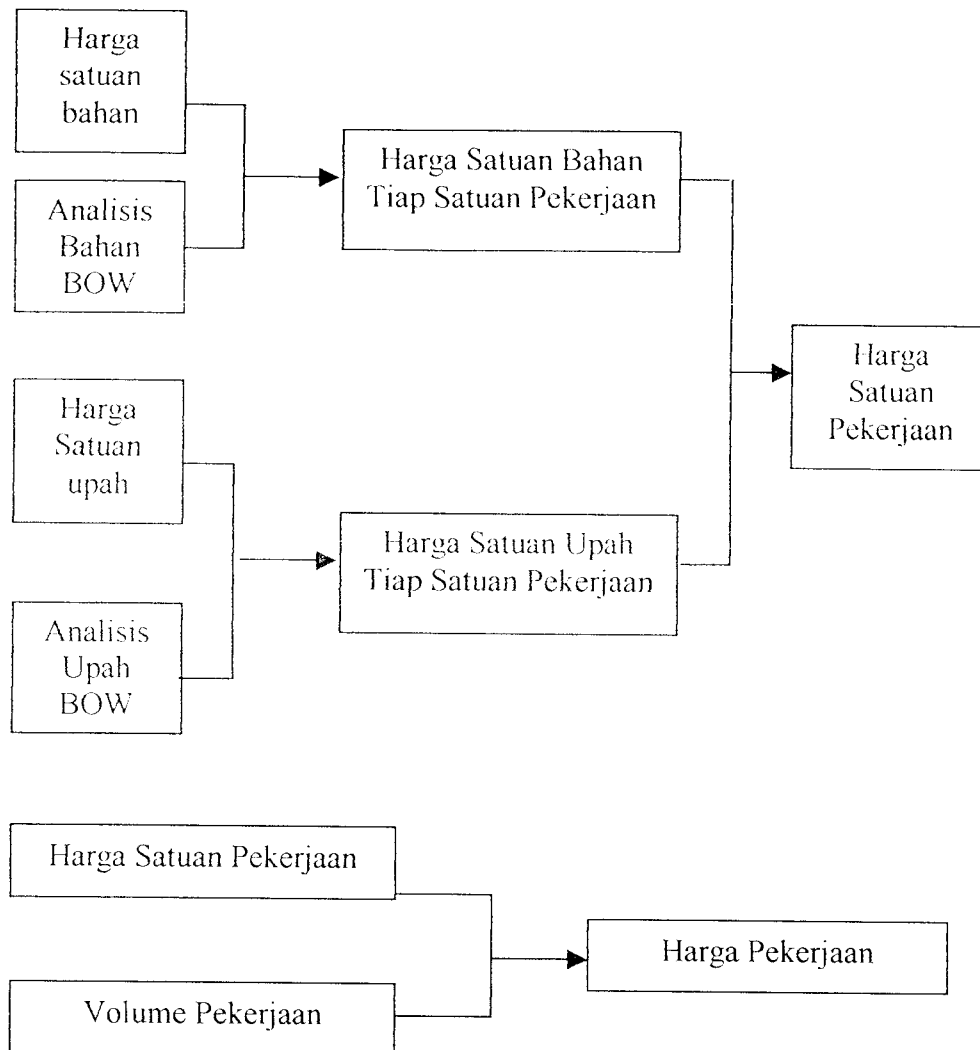 Harga
satuan
bahan
Analisis
Bahan
BOW
Harga Satuan Bahan
Tiap Satuan Pekerjaan
Harga
Satuan
upah
Analisis
Upah
BOW
Harga Satuan Upah
Tiap Satuan Pekerjaan
Harga
Satuan
Pekerjaan
Harga Satuan Pekerjaan
Volume Pekerjaan
Harga Pekerjaan